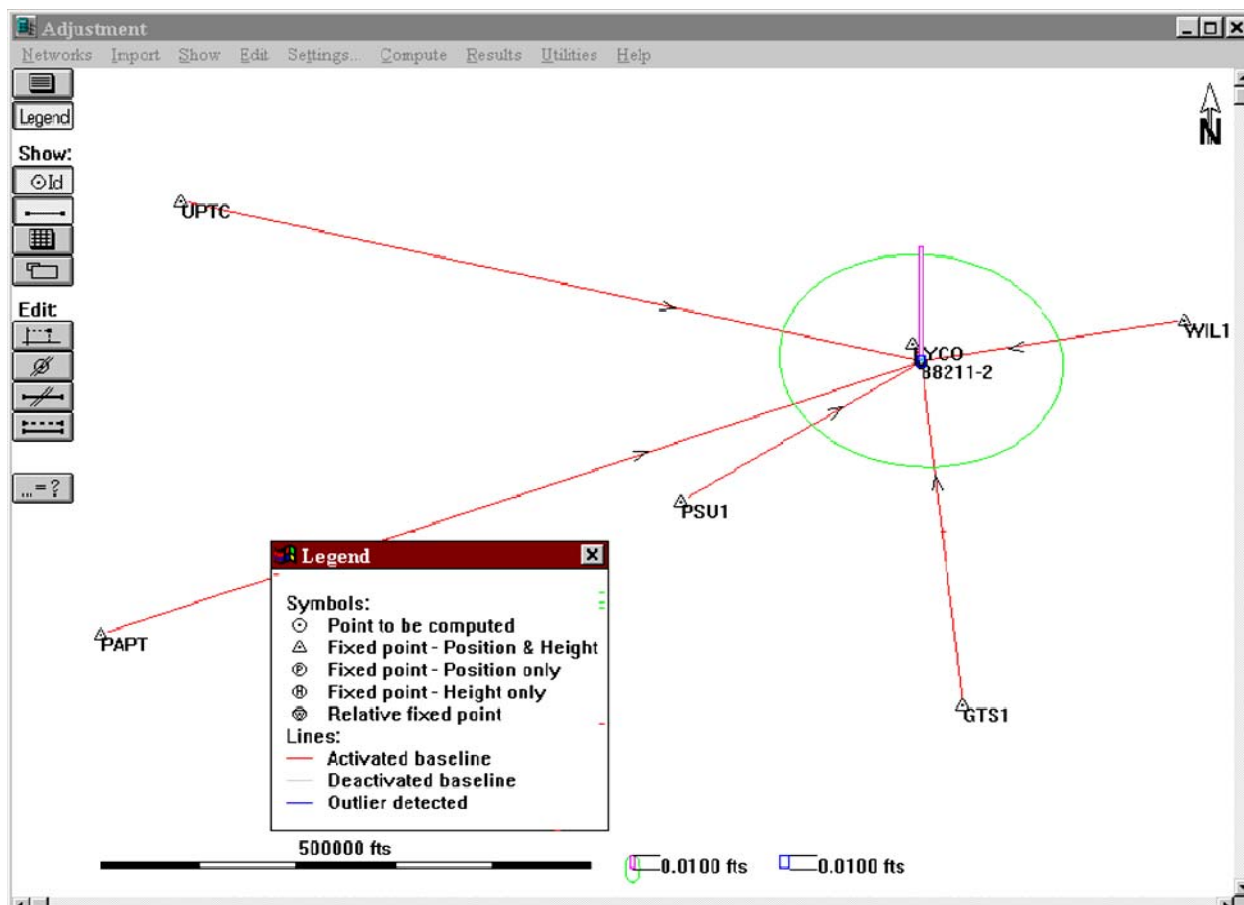 Adjustment
Networks Import Show Edit Settings... Compute Results Utilities Help
Legend
N
Show:
Id
UPTC
Edit:
WIL1
LYCO
38211-2
...=?
PSU1
PAPT
GTS1
Legend
Symbols:
Point to be computed
Fixed point - Position & Height
P Fixed point - Position only
H Fixed point - Height only
Relative fixed point
Lines:
Activated baseline
Deactivated baseline
Outlier detected
500000 fts
0.0100 fts 0.0100 fts